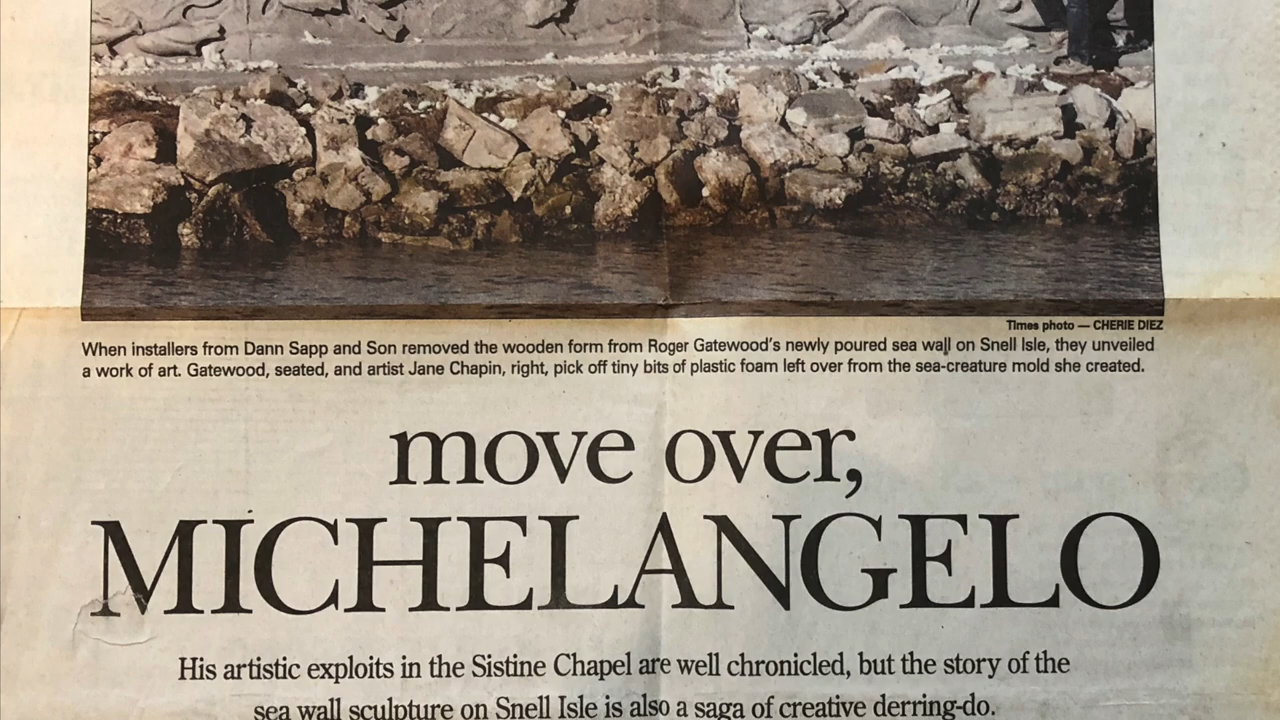 Times photo — CHERIE DIEZ
When installers from Dann Sapp and Son removed the wooden form from Roger Gatewood's newly poured sea wall on Snell Isle, they unveiled
a work of art. Gatewood, seated, and artist Jane Chapin, right, pick off tiny bits of plastic foam left over from the sea-creature mold she created.
move over,
MICHELANGELO
His artistic exploits in the Sistine Chapel are well chronicled, but the story of the
sea wall sculpture on Snell Isle is also a saga of creative derring-do.